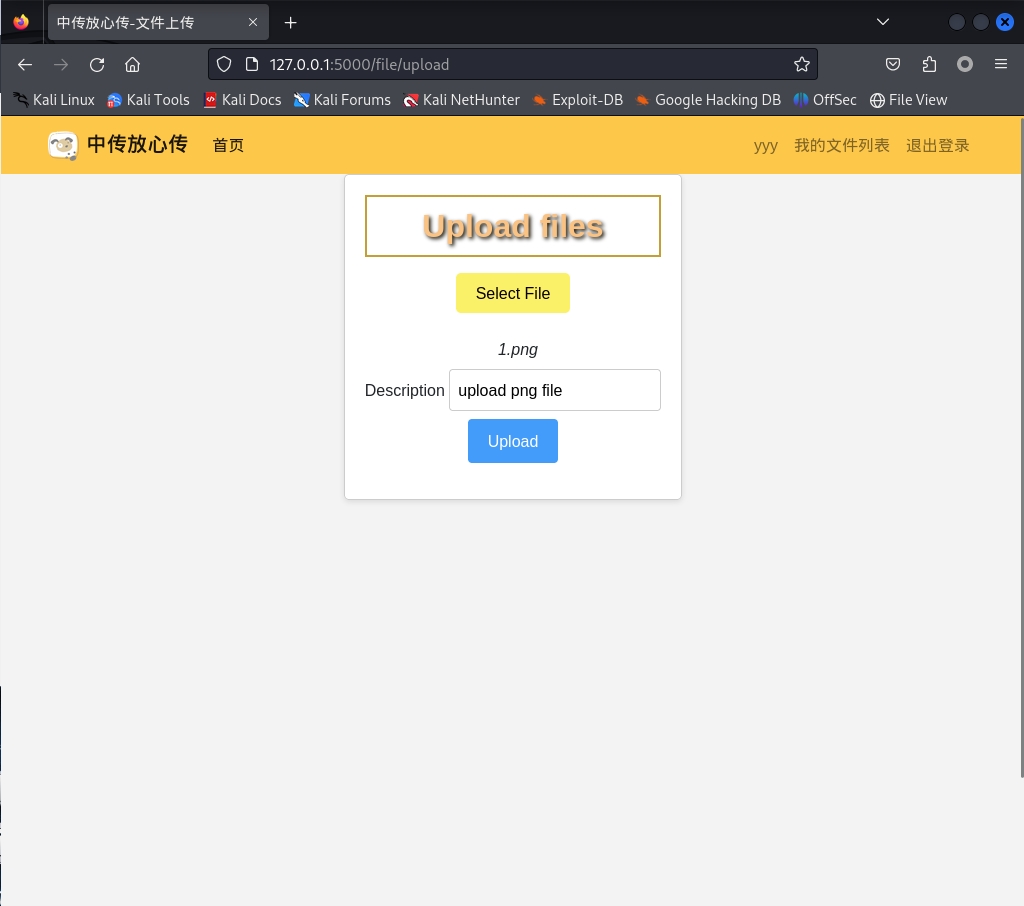 中传放心传-文件上传
127.0.0.1:5000/file/upload
Kali Linux Kali Tools Kali Docs Kali Forums Kali NetHunter Exploit-DB Google Hacking DB OffSec File View
中传放心传 首页 yyy 我的文件列表 退出登录
Upload files
Select File
1.png
Description upload png file
Upload